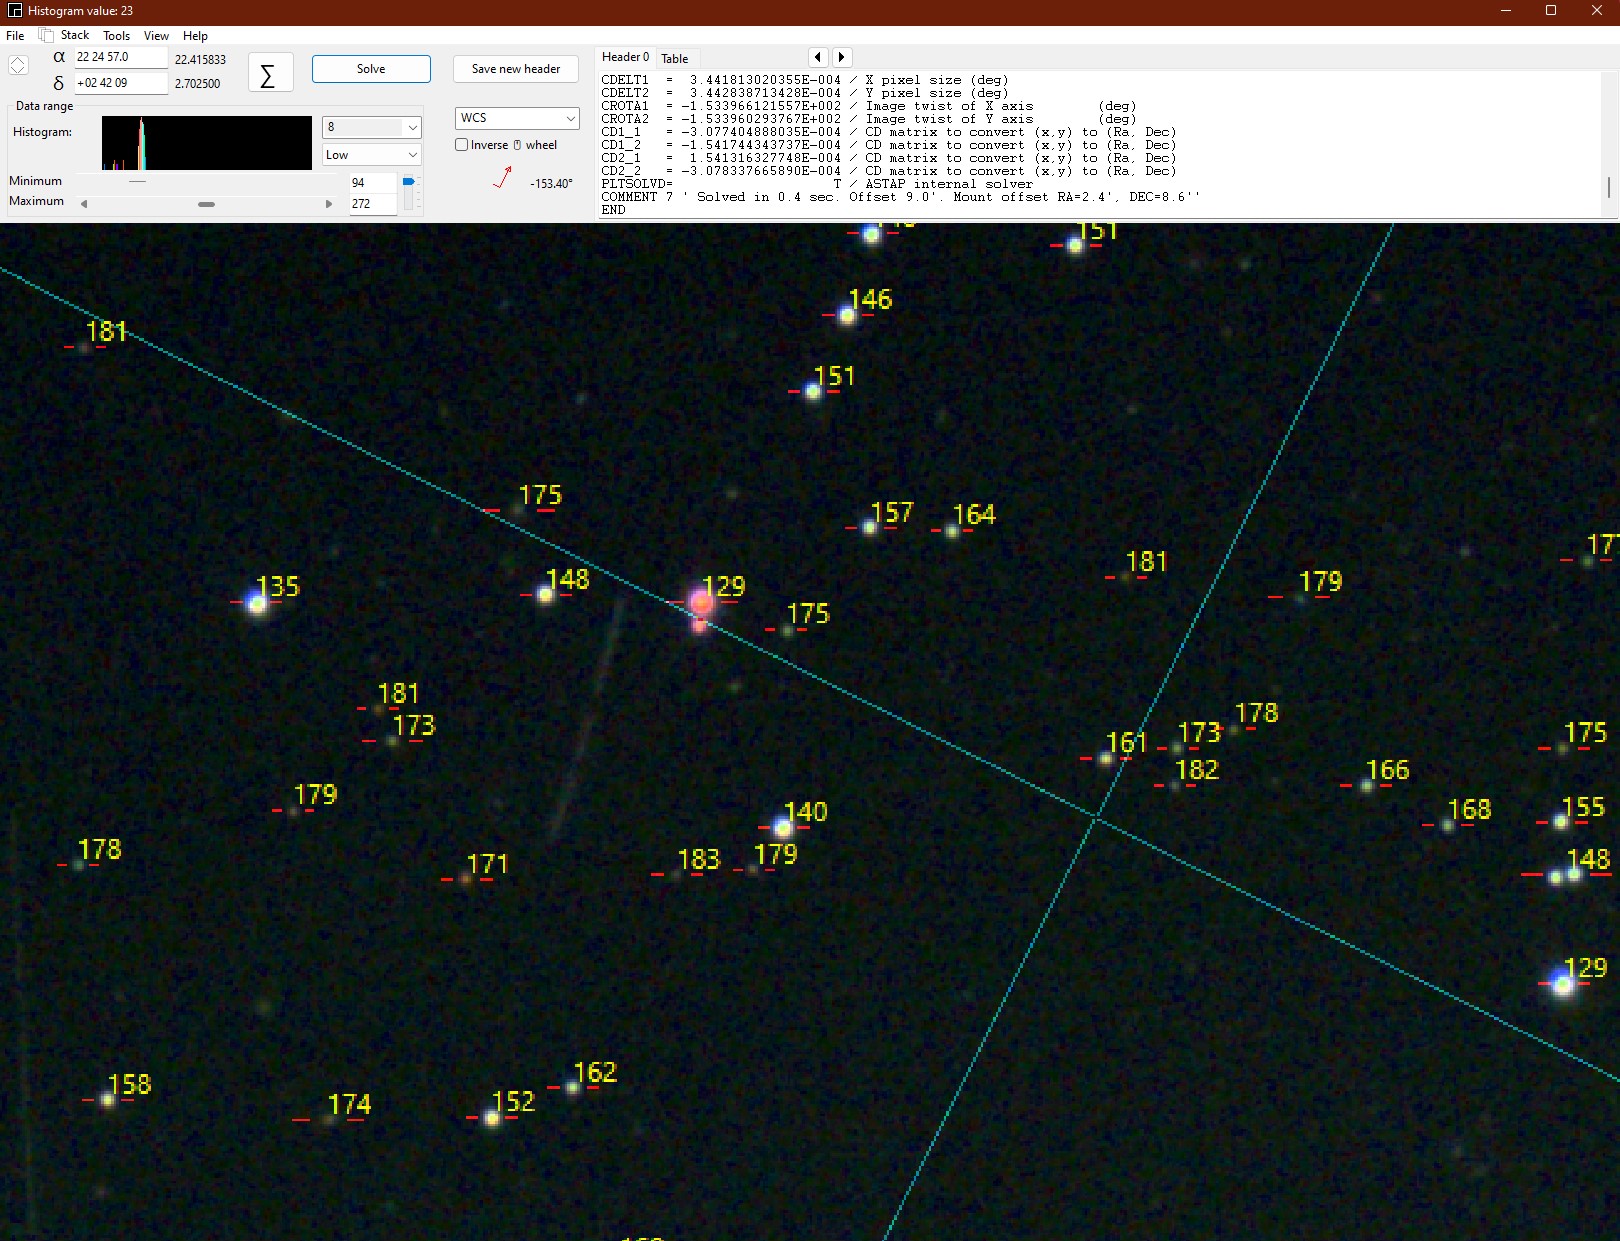 Histogram value: 23
File Stack Tools View Help
α 22 24 57.0 22.415833
δ +02 42 09 2.702500
∑
Solve
Save new header
Data range
Histogram:
8
Low
Minimum 94
Maximum 272
WCS
Inverse wheel
-153.40°
Header 0 Table
CDELT1 = 3.441813020355E-004 / X pixel size (deg)
CDELT2 = 3.442838713428E-004 / Y pixel size (deg)
CROTA1 = -1.533966121557E+002 / Image twist of X axis (deg)
CROTA2 = -1.533960293767E+002 / Image twist of Y axis (deg)
CD1_1 = -3.077404888035E-004 / CD matrix to convert (x,y) to (Ra, Dec)
CD1_2 = -1.541744343737E-004 / CD matrix to convert (x,y) to (Ra, Dec)
CD2_1 = 1.541316327748E-004 / CD matrix to convert (x,y) to (Ra, Dec)
CD2_2 = -3.078337665890E-004 / CD matrix to convert (x,y) to (Ra, Dec)
PLTSOLVD= T / ASTAP internal solver
COMMENT 7 ' Solved in 0.4 sec. Offset 9.0'. Mount offset RA=2.4', DEC=8.6''
END
151
146
181
151
175
157 164
181
177
135 148 129
179
175
181
173
178
173
175
161
182
166
179
140
168
155
178
171
183
179
148
129
158
162
174
152